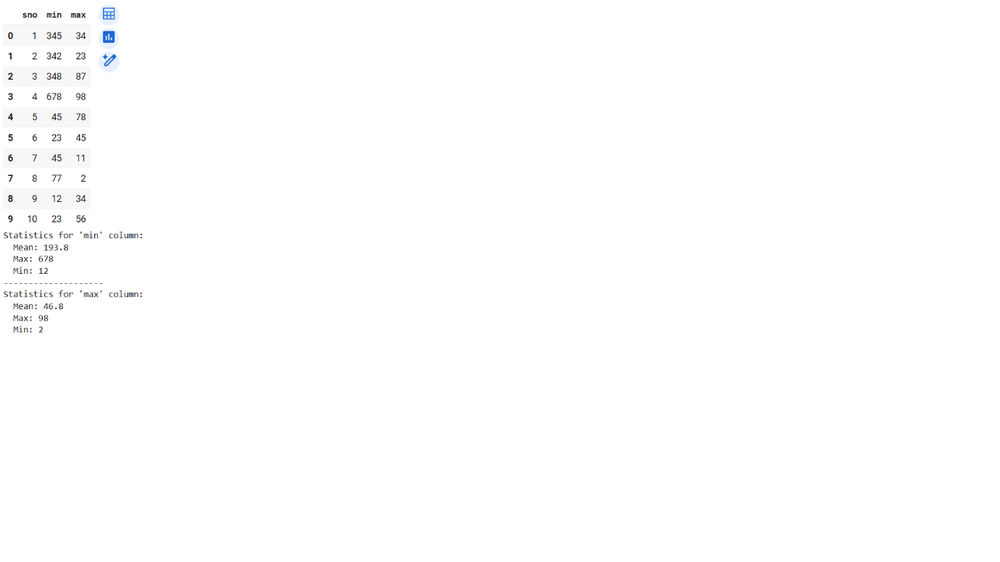 sno min max
0 1 345 34
1 2 342 23
2 3 348 87
3 4 678 98
4 5 45 78
5 6 23 45
6 7 45 11
7 8 77 2
8 9 12 34
9 10 23 56
Statistics for 'min' column:
  Mean: 193.8
  Max: 678
  Min: 12
--------------------
Statistics for 'max' column:
  Mean: 46.8
  Max: 98
  Min: 2